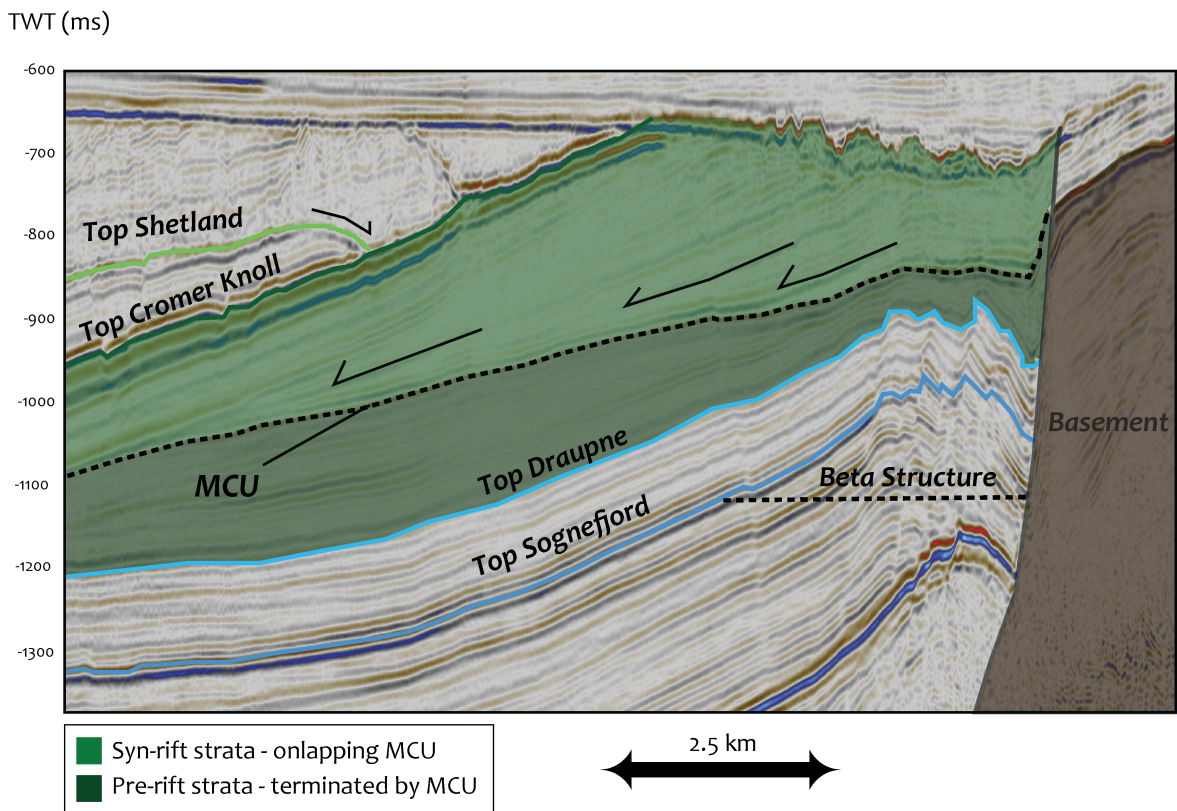 TWT (ms)
-600
-700
-800
-900
-1000
-1100
-1200
-1300
Top Shetland
Top Cromer Knoll
MCU
Top Draupne
Top Sognefjord
Beta Structure
Basement
Syn-rift strata - onlapping MCU
Pre-rift strata - terminated by MCU
2.5 km